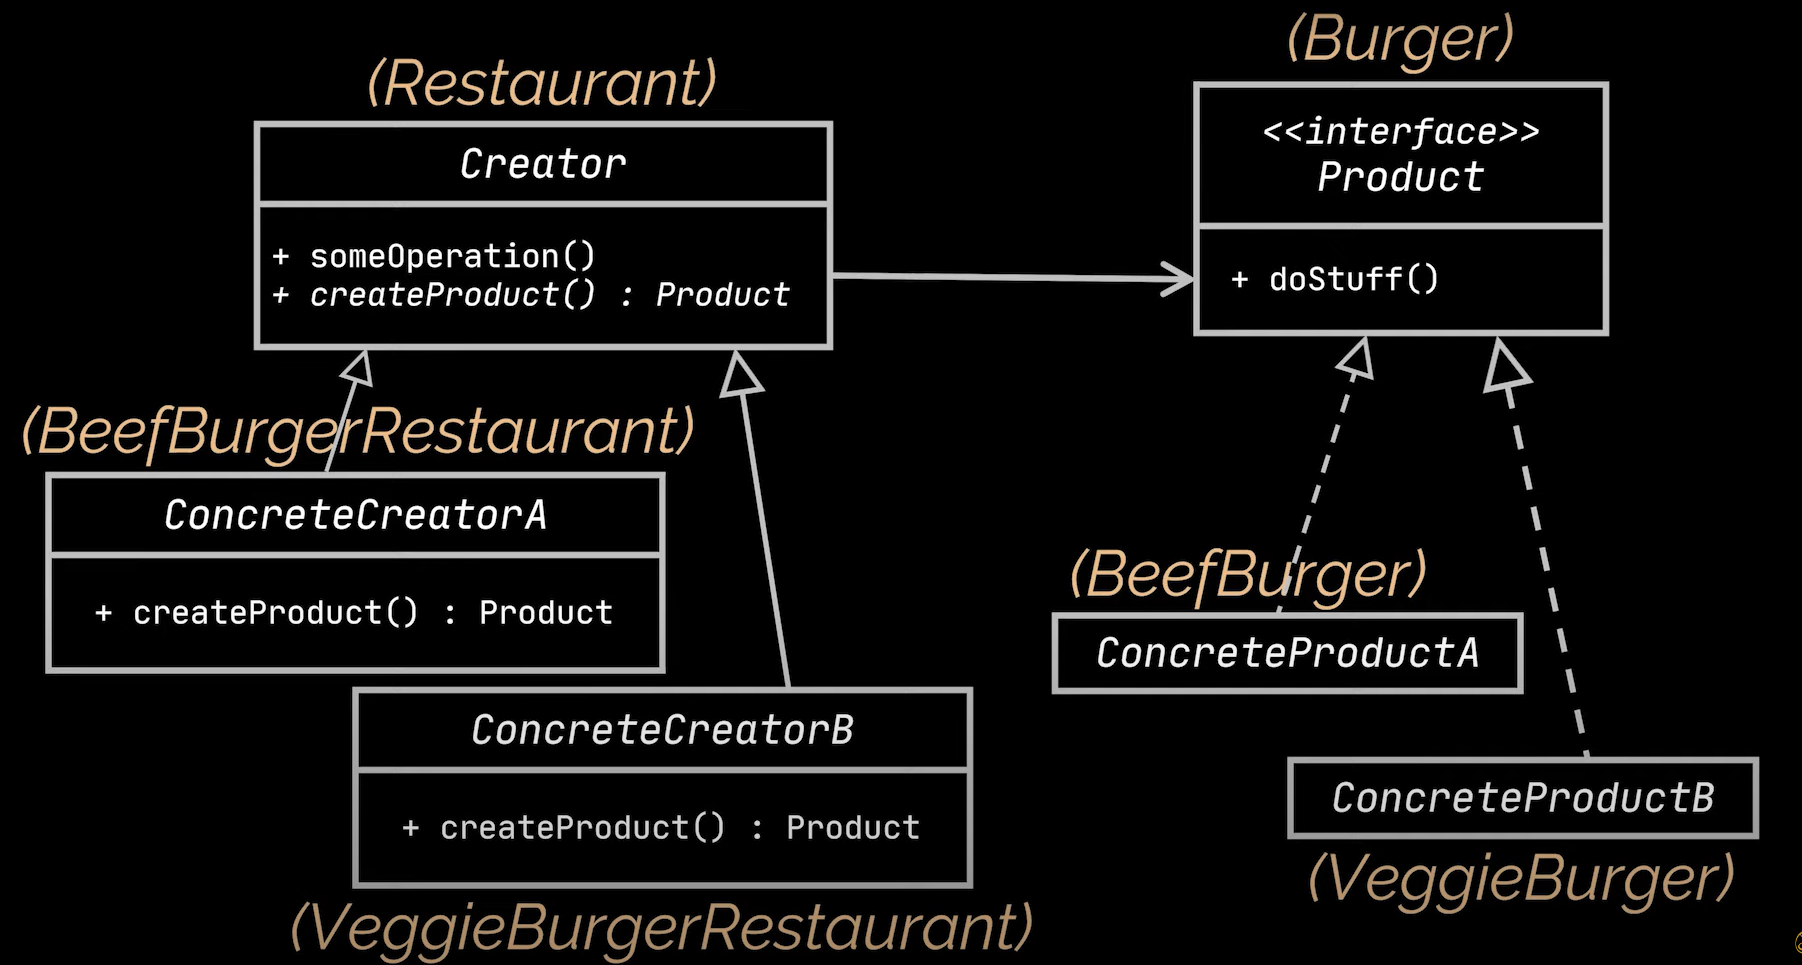 (Restaurant)
Creator
+ someOperation()
+ createProduct() : Product
(Burger)
<<interface>>
Product
+ doStuff()
(BeefBurgerRestaurant)
ConcreteCreatorA
+ createProduct() : Product
ConcreteCreatorB
+ createProduct() : Product
(VeggieBurgerRestaurant)
(BeefBurger)
ConcreteProductA
ConcreteProductB
(VeggieBurger)